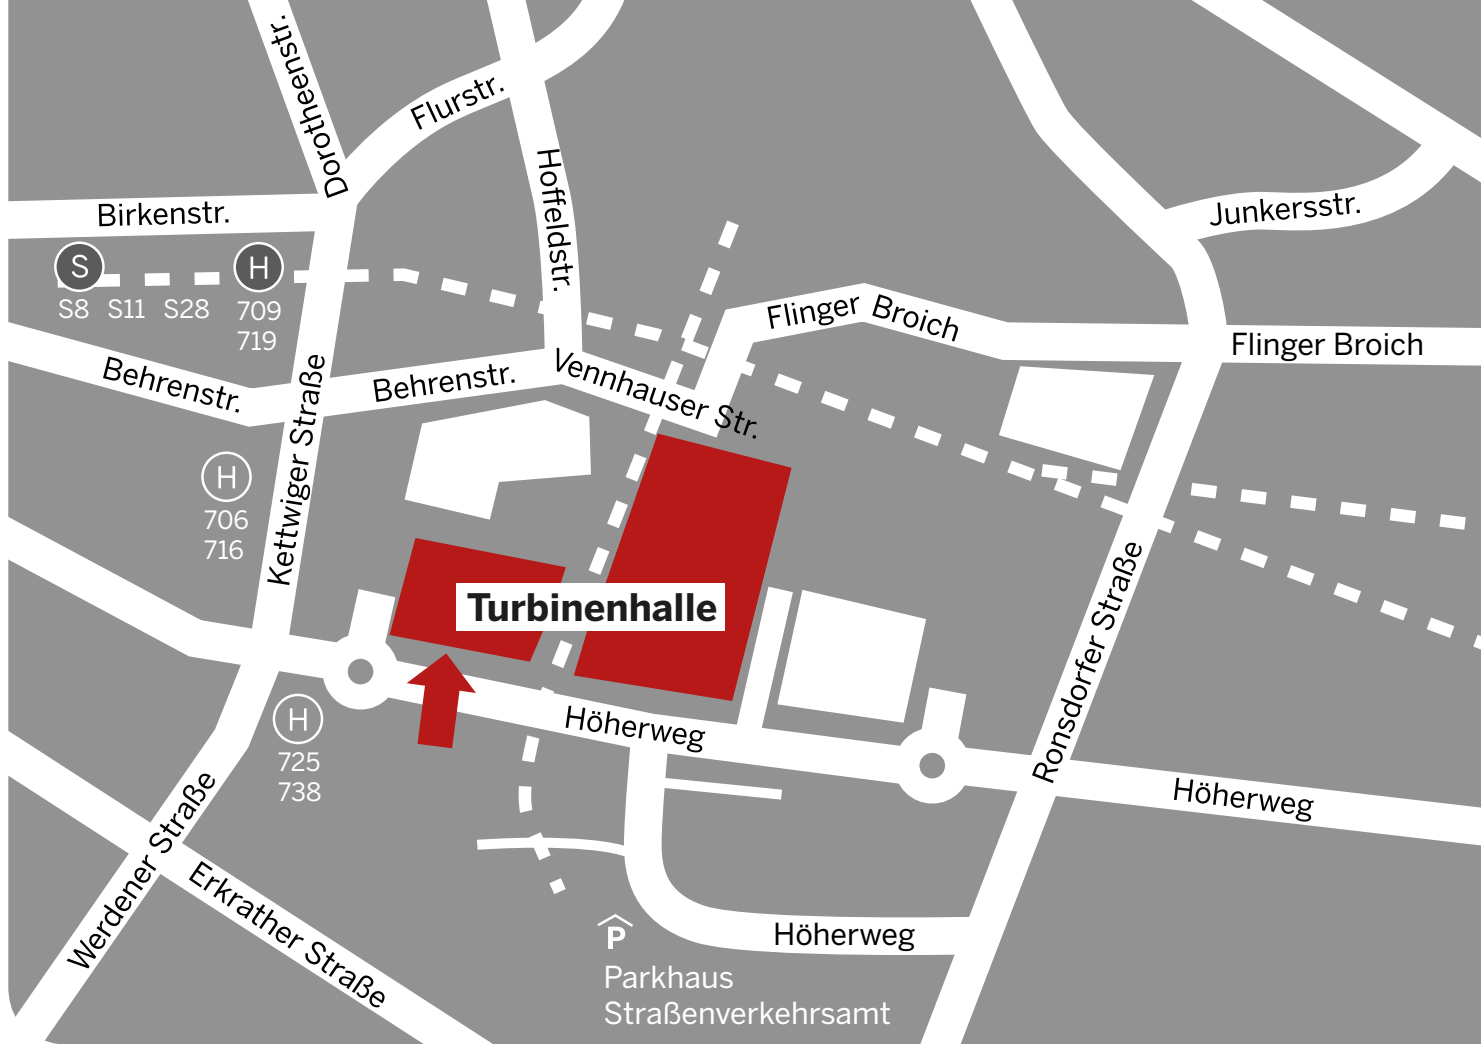 Dorotheenstr.
Flurstr.
Hoffeldstr.
Birkenstr.
Junkersstr.
S
H
S8 S11 S28
709
719
Flinger Broich
Flinger Broich
Behrenstr.
Behrenstr.
Vennhauser Str.
Kettwiger Straße
H
706
716
Turbinenhalle
Ronsdorfer Straße
H
725
738
Höherweg
Höherweg
Werdener Straße
Erkrather Straße
Höherweg
P
Parkhaus
Straßenverkehrsamt